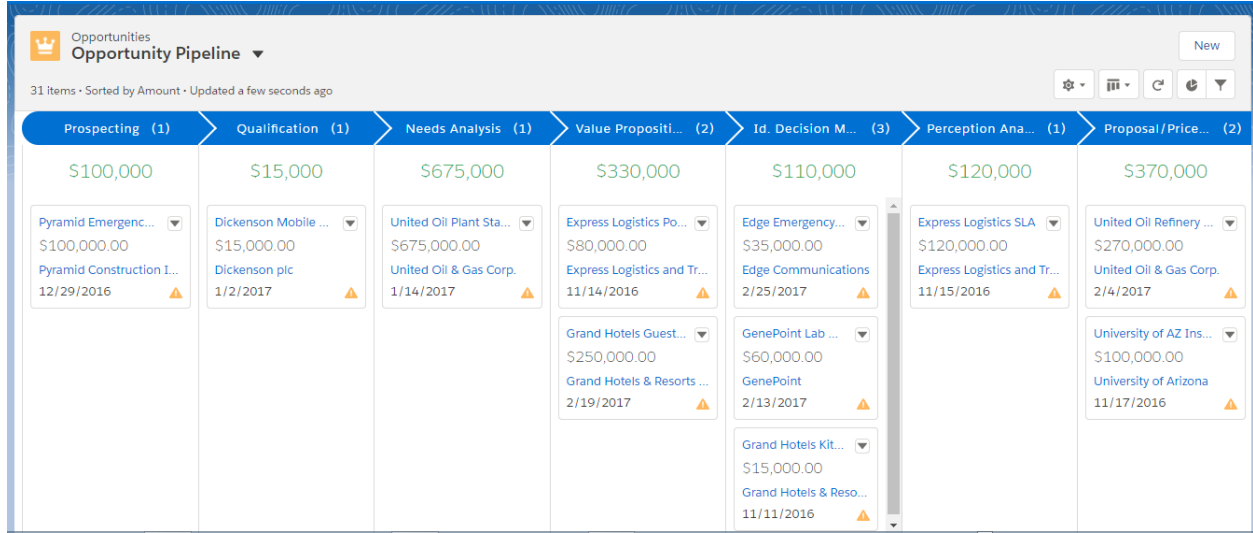 Opportunities
Opportunity Pipeline
New
31 items • Sorted by Amount • Updated a few seconds ago
Prospecting (1)
Qualification (1)
Needs Analysis (1)
Value Propositi... (2)
Id. Decision M... (3)
Perception Ana... (1)
Proposal/Price... (2)
$100,000
$15,000
$675,000
$330,000
$110,000
$120,000
$370,000
Pyramid Emergenc...
$100,000.00
Pyramid Construction I...
12/29/2016
Dickenson Mobile ...
$15,000.00
Dickenson plc
1/2/2017
United Oil Plant Sta...
$675,000.00
United Oil & Gas Corp.
1/14/2017
Express Logistics Po...
$80,000.00
Express Logistics and Tr...
11/14/2016
Grand Hotels Guest...
$250,000.00
Grand Hotels & Resorts ...
2/19/2017
Edge Emergency...
$35,000.00
Edge Communications
2/25/2017
GenePoint Lab ...
$60,000.00
GenePoint
2/13/2017
Grand Hotels Kit...
$15,000.00
Grand Hotels & Reso...
11/11/2016
Express Logistics SLA
$120,000.00
Express Logistics and Tr...
11/15/2016
United Oil Refinery ...
$270,000.00
United Oil & Gas Corp.
2/4/2017
University of AZ Ins...
$100,000.00
University of Arizona
11/17/2016